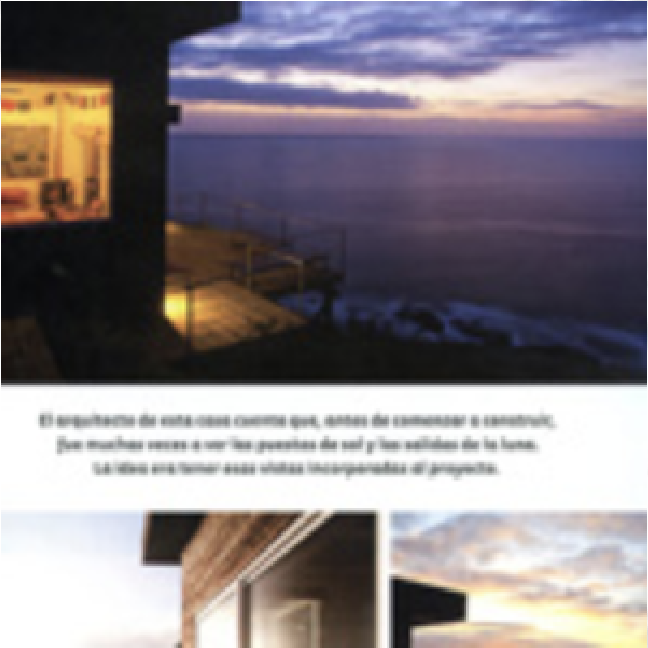 El arquitecto de esta casa cuenta que, antes de comenzar a construir,
fue muchas veces a ver las puestas de sol y las salidas de la luna.
La idea era tener esas vistas incorporadas al proyecto.